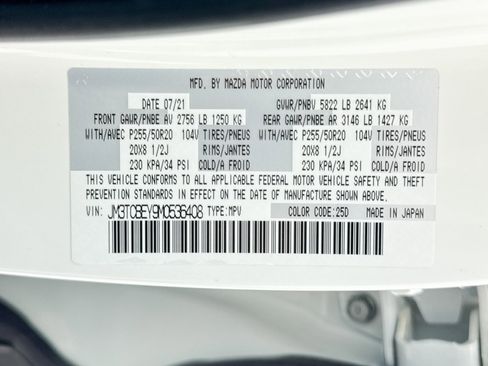 MFD. BY MAZDA MOTOR CORPORATION
DATE 07/21 GVWR/PNBV 5822 LB 2641 KG
FRONT GAWR/PNBE AV 2756 LB 1250 KG REAR GAWR/PNBE AR 3146 LB 1427 KG
WITH/AVEC P255/50R20 104V TIRES/PNEUS WITH/AVEC P255/50R20 104V TIRES/PNEUS
20X8 1/2J RIMS/JANTES 20X8 1/2J RIMS/JANTES
230 KPA/34 PSI COLD/A FROID 230 KPA/34 PSI COLD/A FROID
THIS VEHICLE CONFORMS TO ALL APPLICABLE FEDERAL MOTOR VEHICLE SAFETY AND THEFT
PREVENTION STANDARDS IN EFFECT ON THE DATE OF MANUFACTURE SHOWN ABOVE.
VIN: JM3TCBEY9M0536408 TYPE:MPV COLOR CODE:25D MADE IN JAPAN